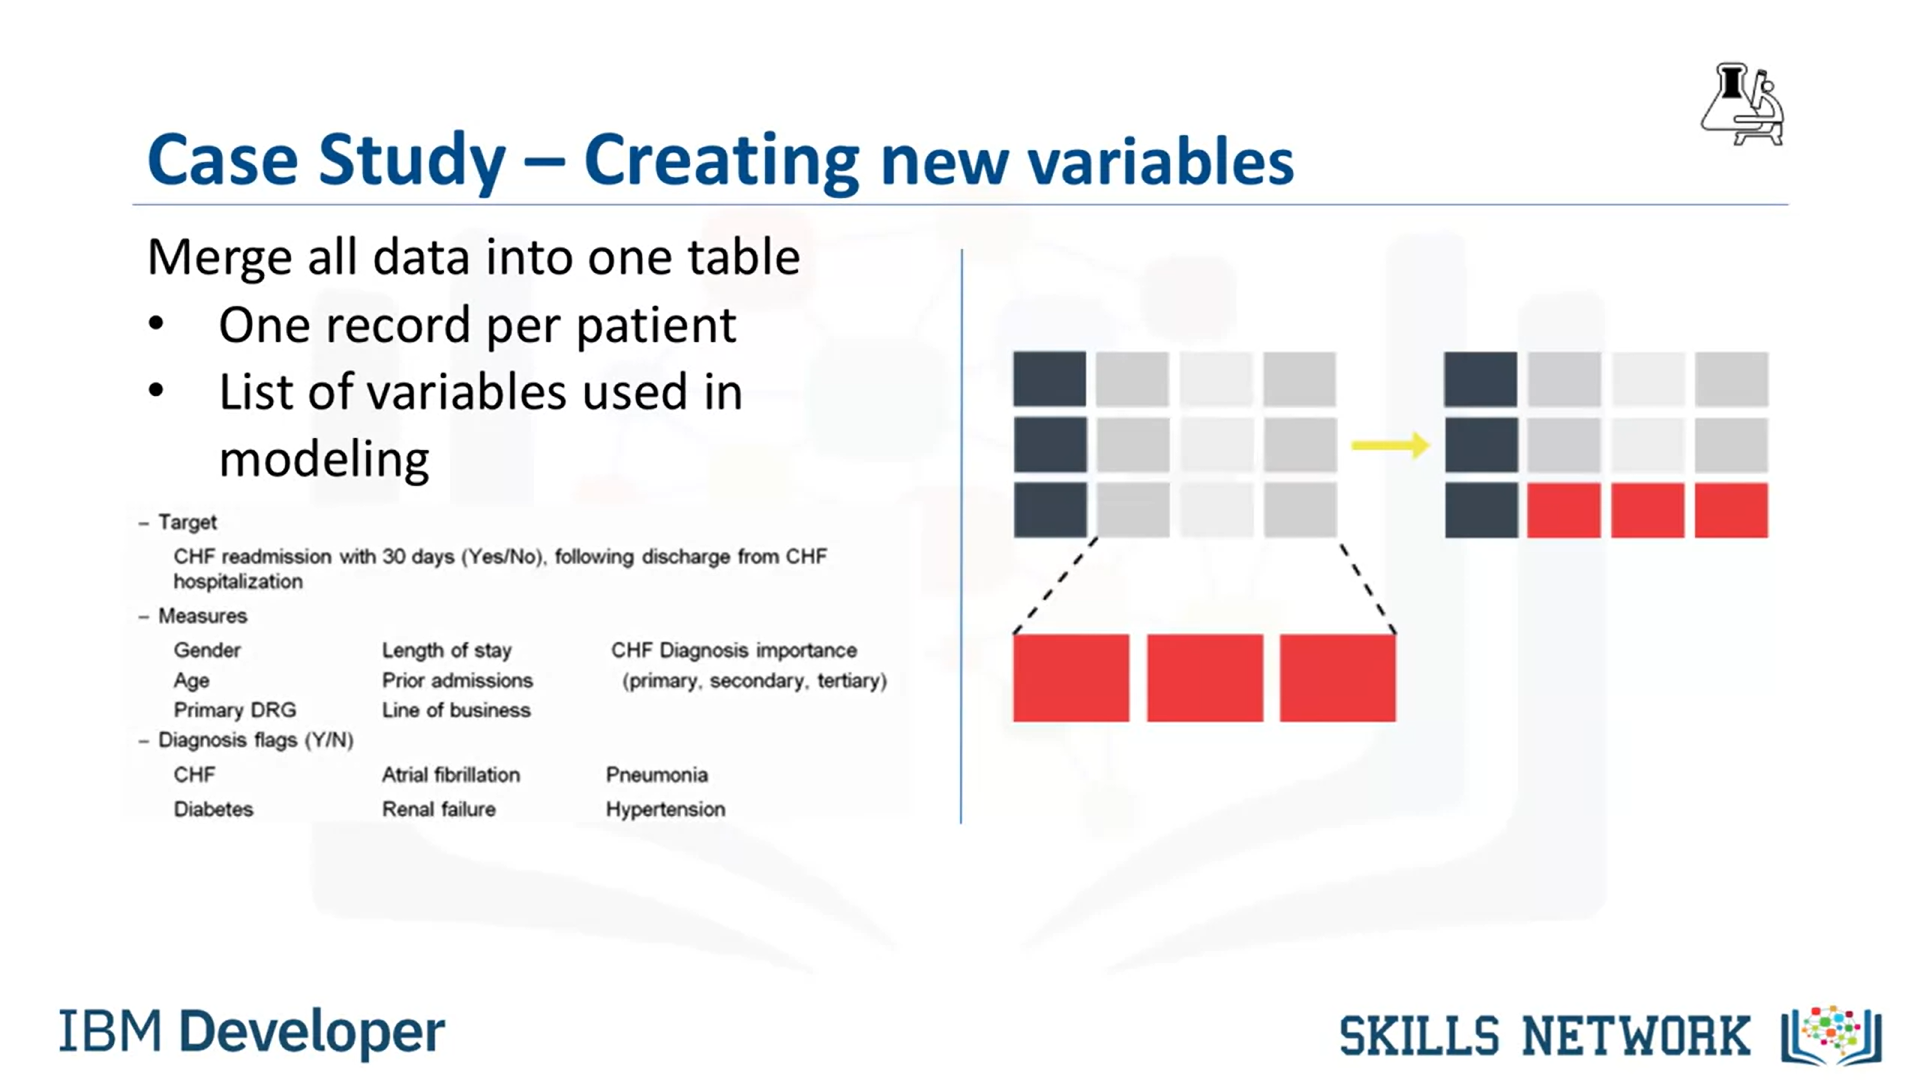 Case Study – Creating new variables
Merge all data into one table
• One record per patient
• List of variables used in
modeling
– Target
CHF readmission with 30 days (Yes/No), following discharge from CHF
hospitalization
– Measures
Gender Length of stay CHF Diagnosis importance
Age Prior admissions (primary, secondary, tertiary)
Primary DRG Line of business
– Diagnosis flags (Y/N)
CHF Atrial fibrillation Pneumonia
Diabetes Renal failure Hypertension
IBM Developer
SKILLS NETWORK